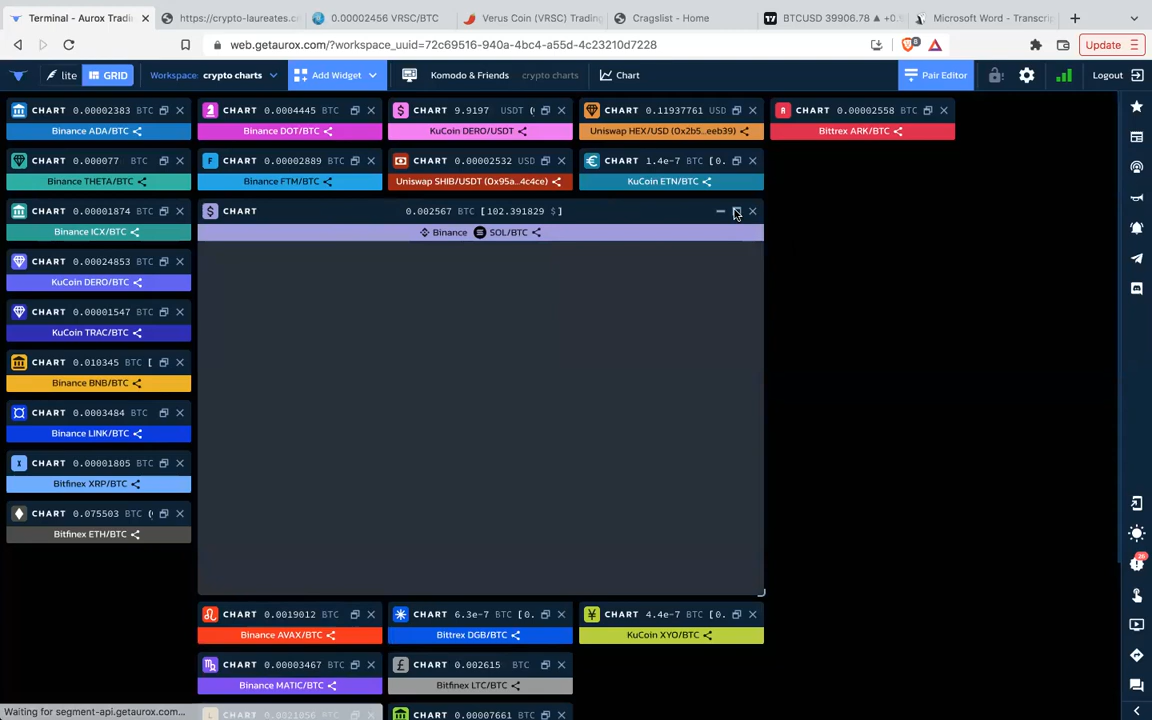 Terminal - Aurox Tradi
https://crypto-laureates.c
0.00002456 VRSC/BTC
Verus Coin (VRSC) Trading
Cragslist - Home
BTCUSD 39906.78 ▲ +0.
Microsoft Word - Transcrip
web.getaurox.com/?workspace_uuid=72c69516-940a-4bc4-a55d-4c23210d7228
Update
lite
GRID
Workspace: crypto charts
Add Widget
Komodo & Friends
crypto charts
Chart
Pair Editor
Logout
CHART 0.00002383 BTC
Binance ADA/BTC
CHART 0.0004445 BTC
Binance DOT/BTC
CHART 9.9197 USDT (
KuCoin DERO/USDT
CHART 0.11937761 USD
Uniswap HEX/USD (0x2b5...eeb39)
CHART 0.00002558 BTC
Bittrex ARK/BTC
CHART 0.000077 BTC
Binance THETA/BTC
CHART 0.00002889 BTC
Binance FTM/BTC
CHART 0.00002532 USD
Uniswap SHIB/USDT (0x95a...4c4ce)
CHART 1.4e-7 BTC [0.
KuCoin ETN/BTC
CHART 0.00001874 BTC
Binance ICX/BTC
$ CHART 0.002567 BTC [102.391829 $]
Binance SOL/BTC
CHART 0.00024853 BTC
KuCoin DERO/BTC
CHART 0.00001547 BTC
KuCoin TRAC/BTC
CHART 0.010345 BTC [
Binance BNB/BTC
CHART 0.0003484 BTC
Binance LINK/BTC
CHART 0.00001805 BTC
Bitfinex XRP/BTC
CHART 0.075503 BTC (
Bitfinex ETH/BTC
CHART 0.0019012 BTC
Binance AVAX/BTC
CHART 6.3e-7 BTC [0.
Bittrex DGB/BTC
CHART 4.4e-7 BTC [0.
KuCoin XYO/BTC
CHART 0.00003467 BTC
Binance MATIC/BTC
CHART 0.002615 BTC
Bitfinex LTC/BTC
CHART 0.0021056 BTC
CHART 0.00007661 BTC
Waiting for segment-api.getaurox.com...